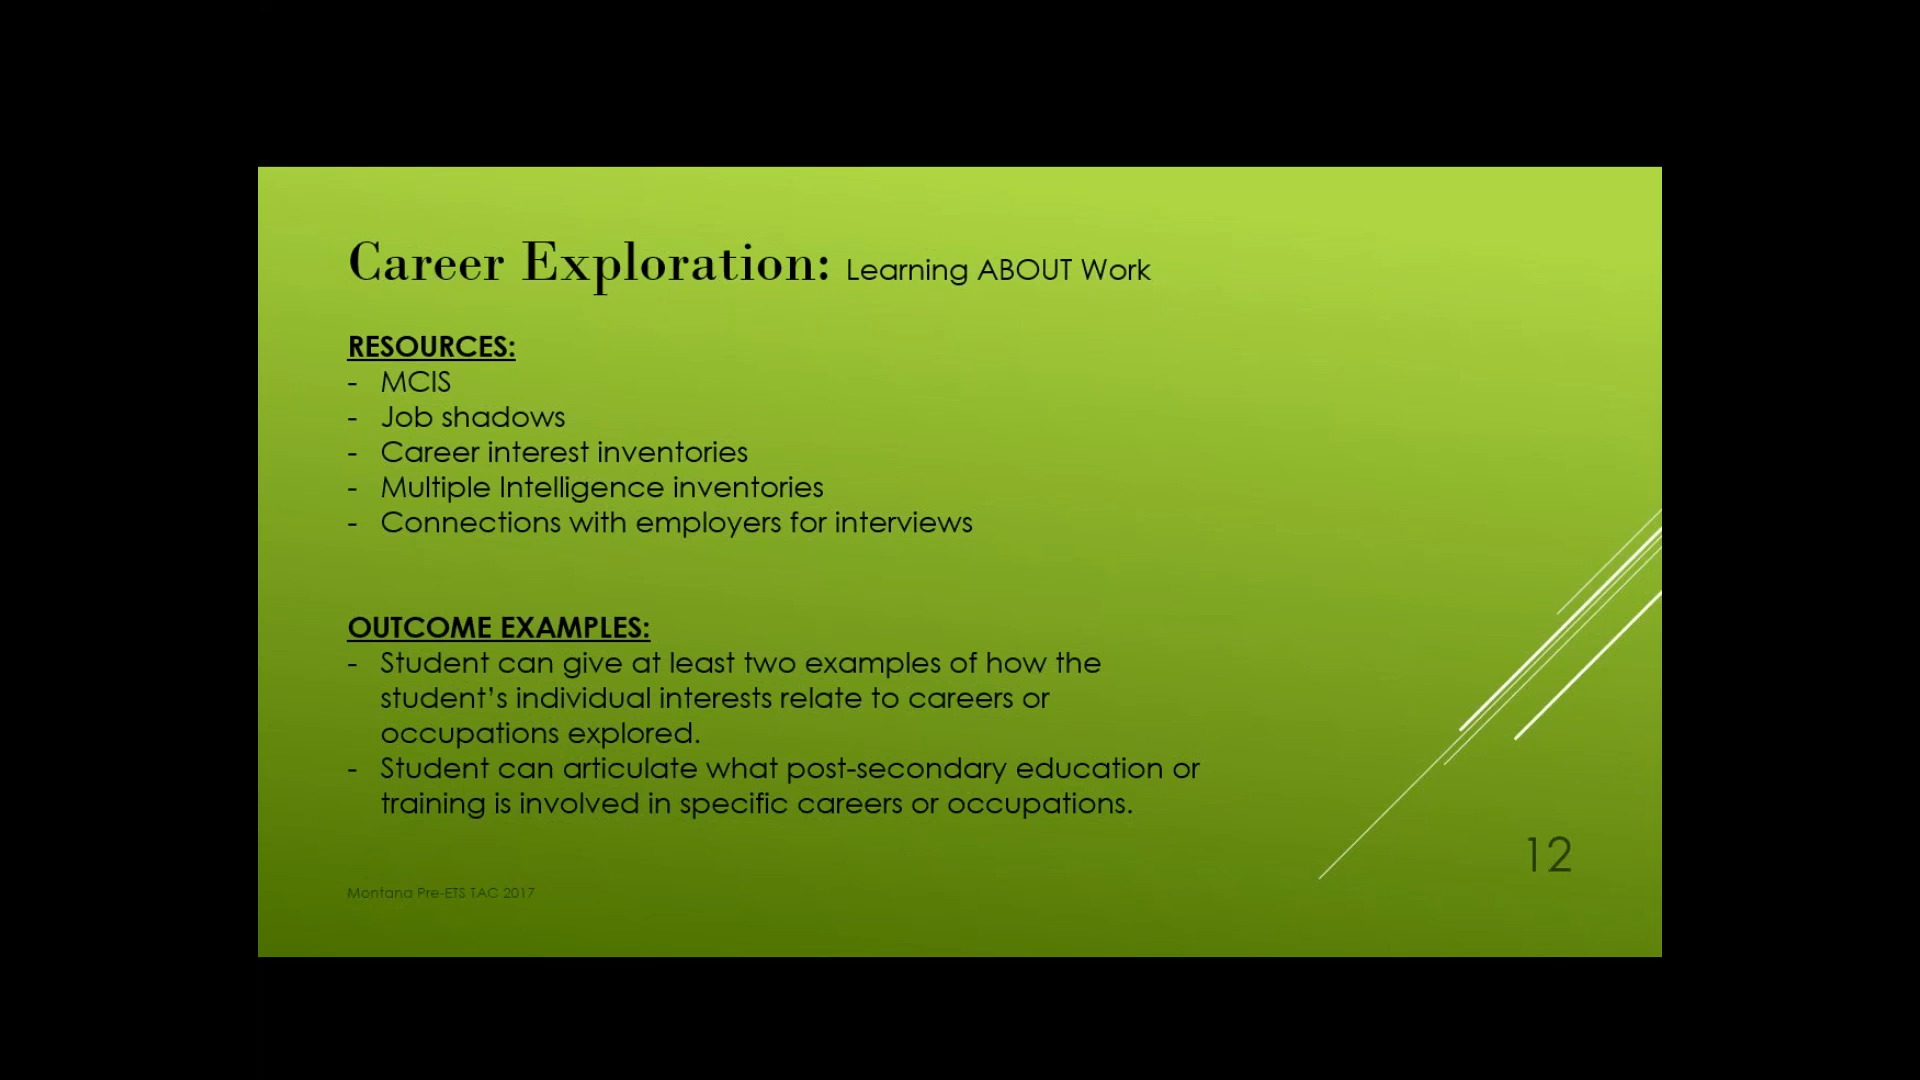 Career Exploration: Learning ABOUT Work
RESOURCES:
- MCIS
- Job shadows
- Career interest inventories
- Multiple Intelligence inventories
- Connections with employers for interviews
OUTCOME EXAMPLES:
- Student can give at least two examples of how the
student’s individual interests relate to careers or
occupations explored.
- Student can articulate what post-secondary education or
training is involved in specific careers or occupations.
12
Montana Pre-ETS TAC 2017